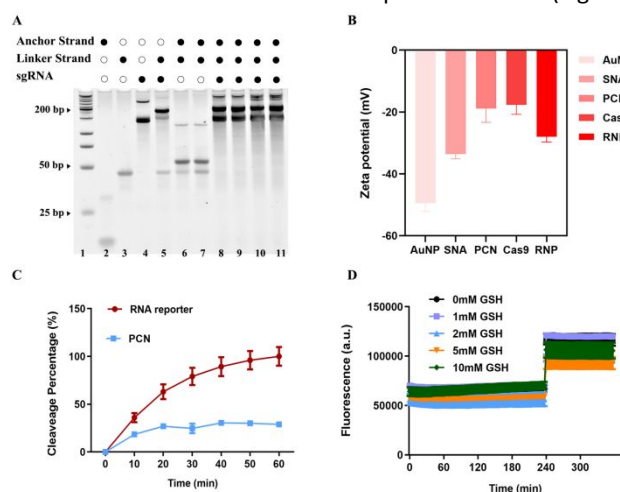 A
Anchor Strand
Linker Strand
sgRNA
200 bp
50 bp
25 bp
1 2 3 4 5 6 7 8 9 10 11
B
Zeta potential (mV)
0
-20
-40
-60
AuNP SNA PCN Cas9 RNP
SNA
PCN
C
Cleaveage Percentage (%)
150
100
50
0
RNA reporter
PCN
0 10 20 30 40 50 60
Time (min)
D
Fluorescence (a.u.)
150000
100000
50000
0
0mM GSH
1mM GSH
2mM GSH
5mM GSH
10mM GSH
0 60 120 180 240 300
Time (min)